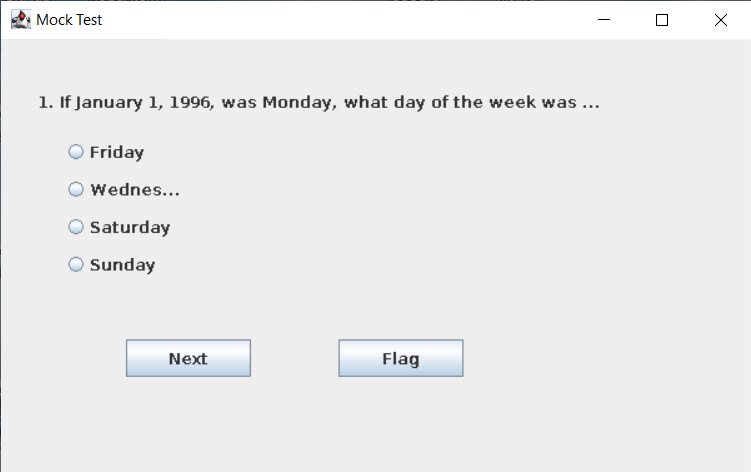 Mock Test
1. If January 1, 1996, was Monday, what day of the week was ...
Friday
Wednes...
Saturday
Sunday
Next Flag